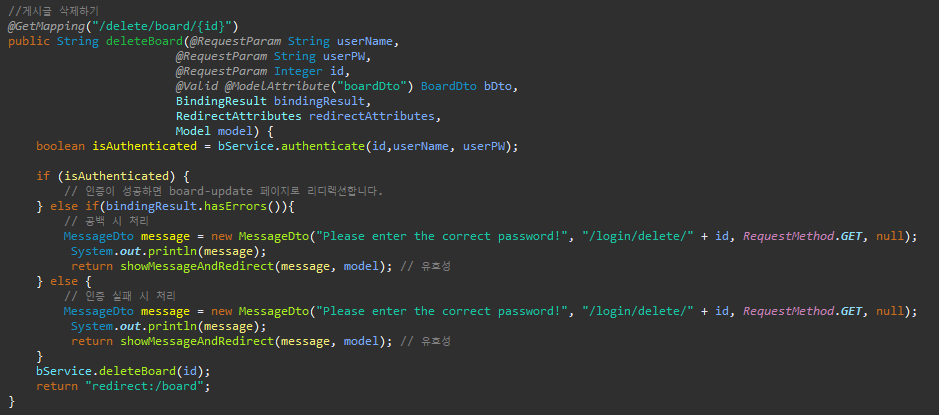 //게시글 삭제하기
@GetMapping("/delete/board/{id}")
public String deleteBoard(@RequestParam String userName,
@RequestParam String userPW,
@RequestParam Integer id,
@Valid @ModelAttribute("boardDto") BoardDto bDto,
BindingResult bindingResult,
RedirectAttributes redirectAttributes,
Model model) {
boolean isAuthenticated = bService.authenticate(id,userName, userPW);
if (isAuthenticated) {
// 인증이 성공하면 board-update 페이지로 리디렉션합니다.
} else if(bindingResult.hasErrors()){
// 공백 시 처리
MessageDto message = new MessageDto("Please enter the correct password!", "/login/delete/" + id, RequestMethod.GET, null);
System.out.println(message);
return showMessageAndRedirect(message, model); // 유효성
} else {
// 인증 실패 시 처리
MessageDto message = new MessageDto("Please enter the correct password!", "/login/delete/" + id, RequestMethod.GET, null);
System.out.println(message);
return showMessageAndRedirect(message, model); // 유효성
}
bService.deleteBoard(id);
return "redirect:/board";
}